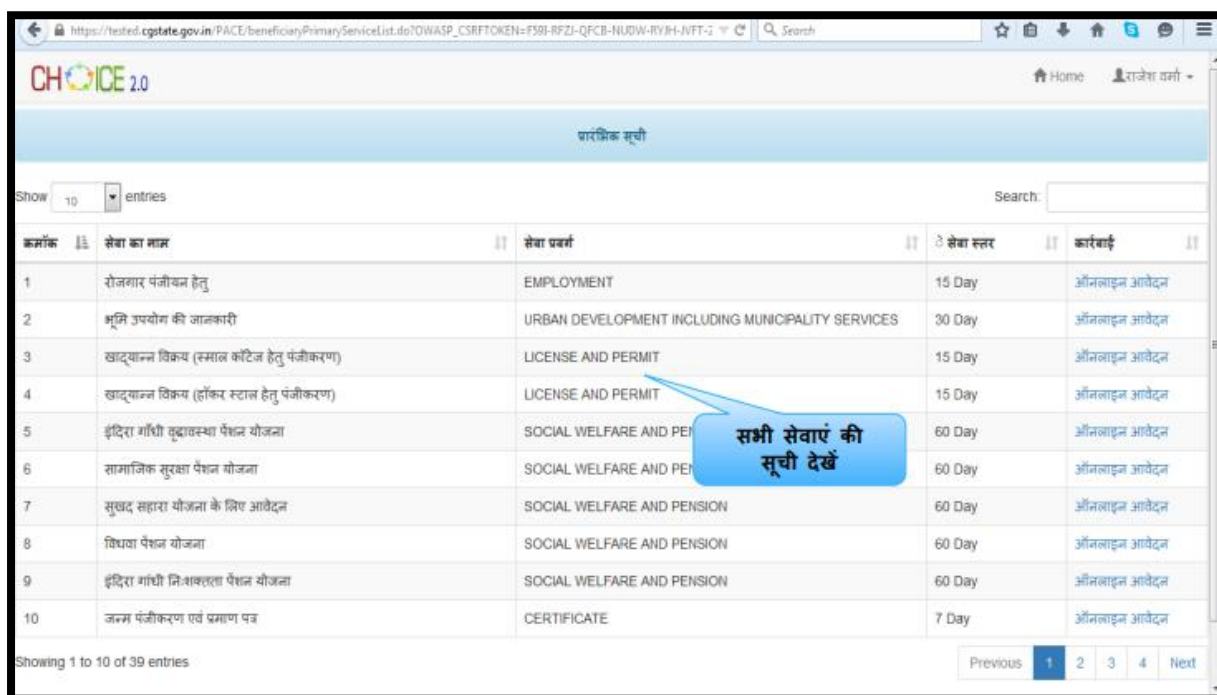 https://tested.cgstate.gov.in/PACE/beneficiaryPrimaryServiceList.do?OWASP_CSRFTOKEN=F59I-RFZJ-QFCB-NUDW-RYJH-JVFT- Search
CHOICE 2.0 Home राजेश वर्मा
प्रारंभिक सूची
Show 10 entries Search:
क्रमाँक सेवा का नाम सेवा प्रवर्ग े सेवा स्तर कार्रवाई
1 रोजगार पंजीयन हेतु EMPLOYMENT 15 Day ऑनलाइन आवेदन
2 भूमि उपयोग की जानकारी URBAN DEVELOPMENT INCLUDING MUNICIPALITY SERVICES 30 Day ऑनलाइन आवेदन
3 खाद्यान्न विक्रय (स्माल कॉटेज हेतु पंजीकरण) LICENSE AND PERMIT 15 Day ऑनलाइन आवेदन
4 खाद्यान्न विक्रय (हॉकर स्टाल हेतु पंजीकरण) LICENSE AND PERMIT 15 Day ऑनलाइन आवेदन
5 इंदिरा गाँधी वृद्धावस्था पेंशन योजना SOCIAL WELFARE AND PEN 60 Day ऑनलाइन आवेदन
6 सामाजिक सुरक्षा पेंशन योजना SOCIAL WELFARE AND PEN 60 Day ऑनलाइन आवेदन
सभी सेवाएं की
सूची देखें
7 सुखद सहारा योजना के लिए आवेदन SOCIAL WELFARE AND PENSION 60 Day ऑनलाइन आवेदन
8 विधवा पेंशन योजना SOCIAL WELFARE AND PENSION 60 Day ऑनलाइन आवेदन
9 इंदिरा गांधी निःशक्तता पेंशन योजना SOCIAL WELFARE AND PENSION 60 Day ऑनलाइन आवेदन
10 जन्म पंजीकरण एवं प्रमाण पत्र CERTIFICATE 7 Day ऑनलाइन आवेदन
Showing 1 to 10 of 39 entries Previous 1 2 3 4 Next